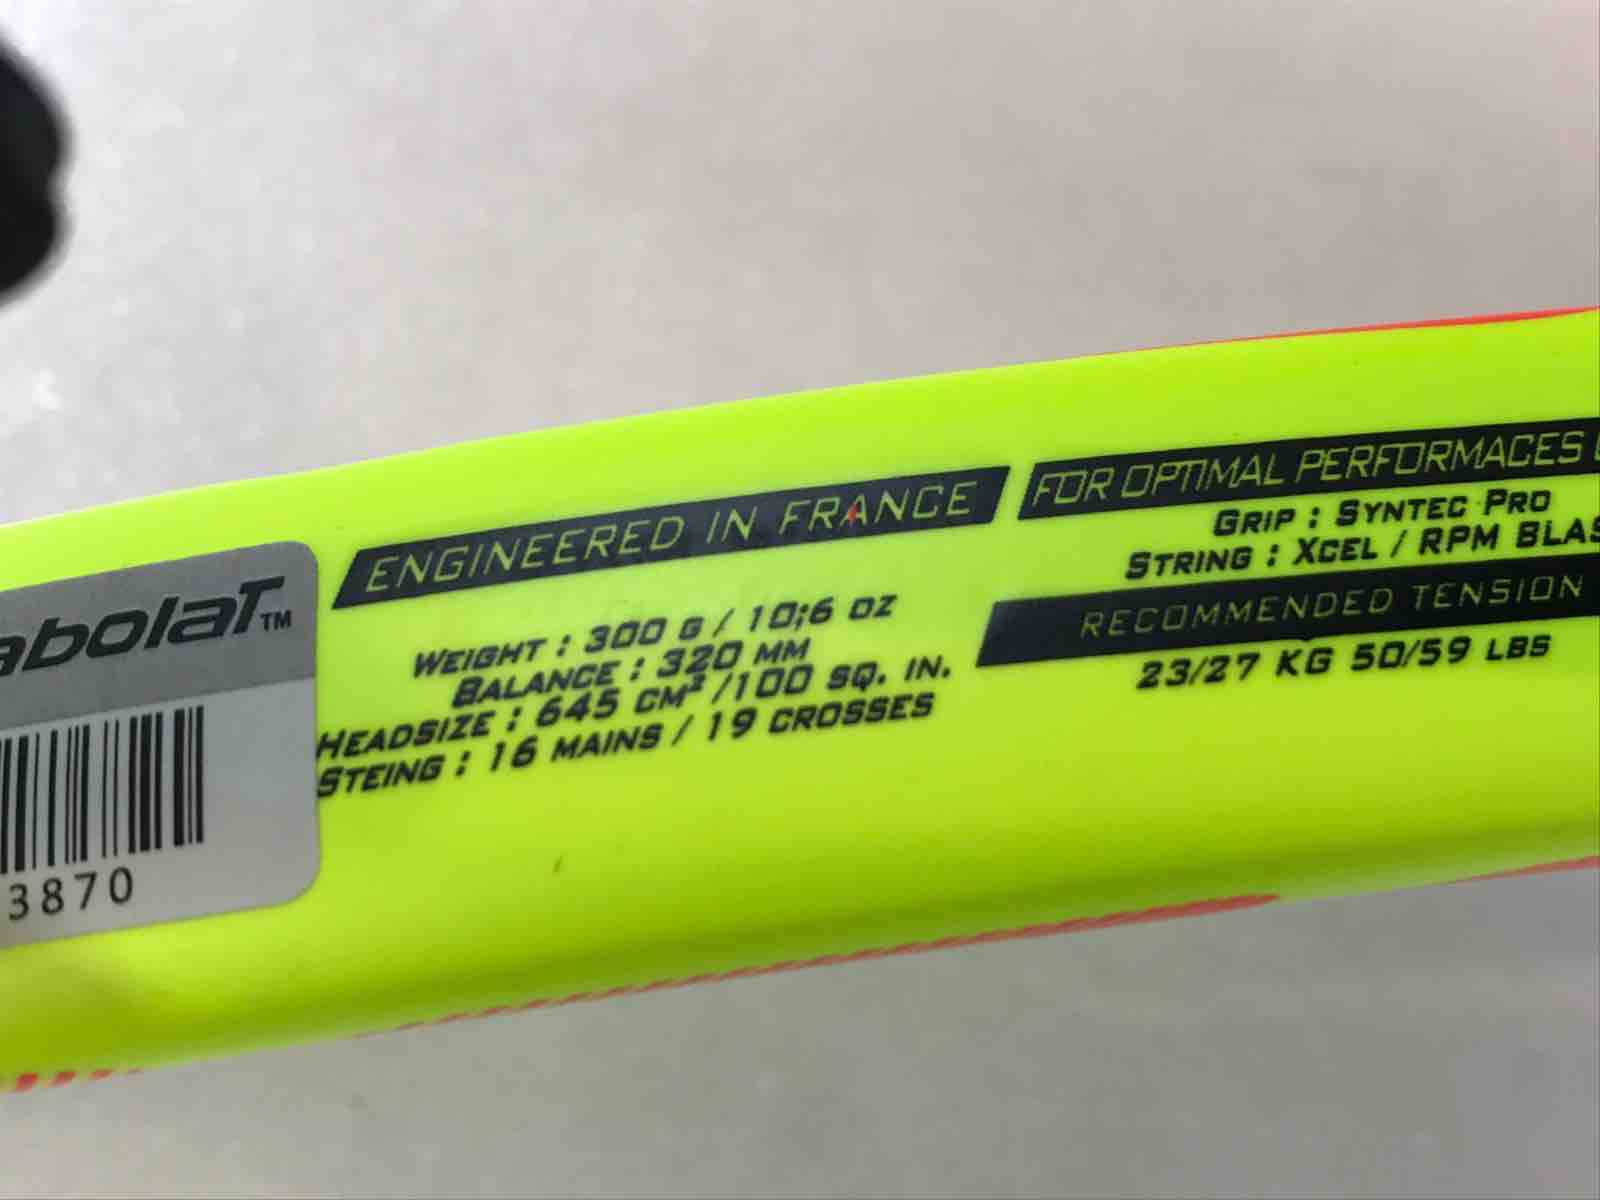 abolaT™
3870
ENGINEERED IN FRANCE
WEIGHT : 300 G / 10;6 OZ
BALANCE : 320 MM
HEADSIZE : 645 CM²/100 SQ. IN.
STEING : 16 MAINS / 19 CROSSES
FOR OPTIMAL PERFORMACES
GRIP : SYNTEC PRO
STRING : XCEL / RPM BLAS
RECOMMENDED TENSION
23/27 KG 50/59 LBS